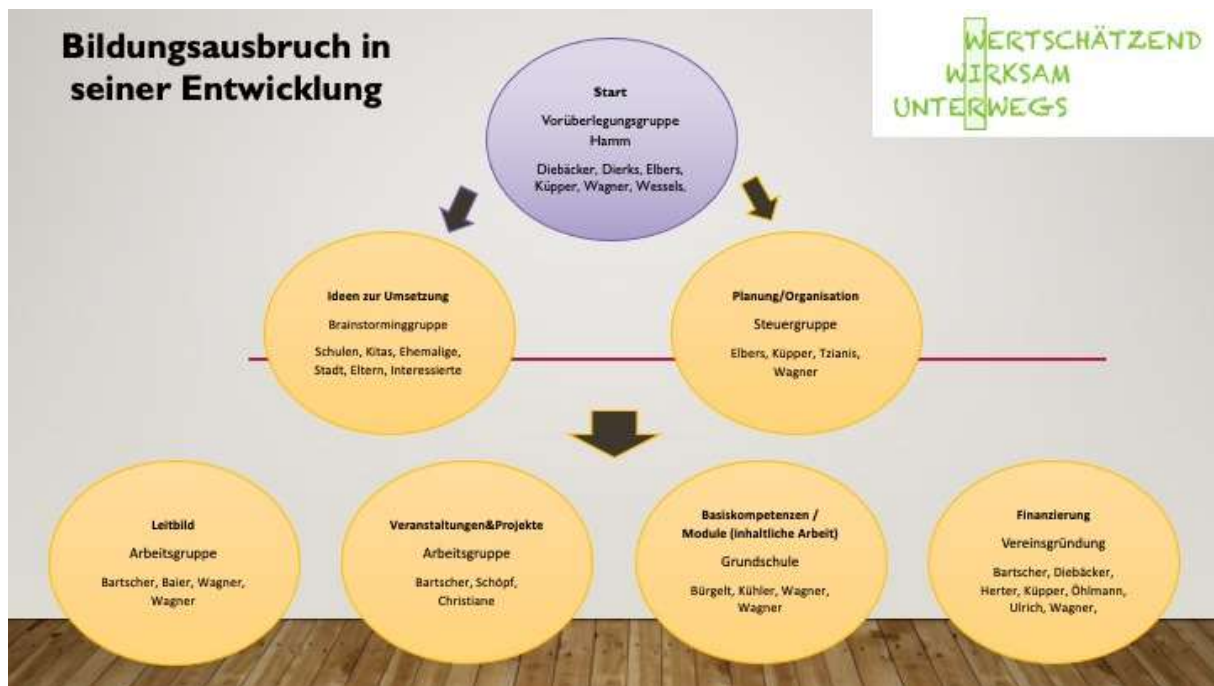 Bildungsausbruch in
seiner Entwicklung
WERTSCHÄTZEND
WIRKSAM
UNTERWEGS
Start
Vorüberlegungsgruppe
Hamm
Diebäcker, Dierks, Elbers,
Küpper, Wagner, Wessels,
Ideen zur Umsetzung
Brainstorminggruppe
Schulen, Kitas, Ehemalige,
Stadt, Eltern, Interessierte
Planung/Organisation
Steuergruppe
Elbers, Küpper, Tzianis,
Wagner
Leitbild
Arbeitsgruppe
Bartscher, Baier, Wagner,
Wagner
Veranstaltungen&Projekte
Arbeitsgruppe
Bartscher, Schöpf,
Christiane
Basiskompetenzen /
Module (inhaltliche Arbeit)
Grundschule
Bürgelt, Kühler, Wagner,
Wagner
Finanzierung
Vereinsgründung
Bartscher, Diebäcker,
Herter, Küpper, Öhlmann,
Ulrich, Wagner,